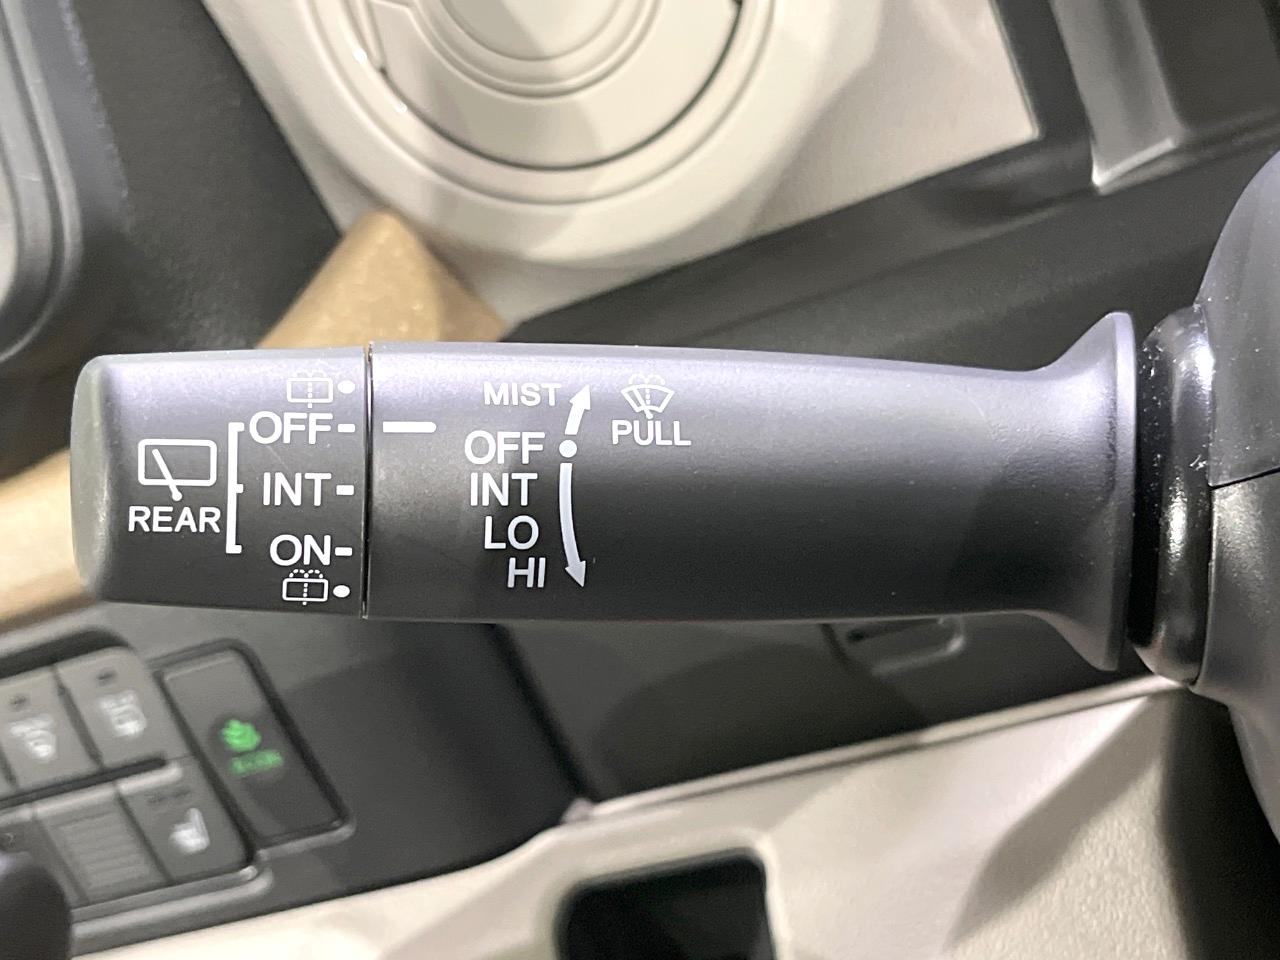 REAR
OFF
INT
ON
MIST
OFF
INT
LO
HI
PULL